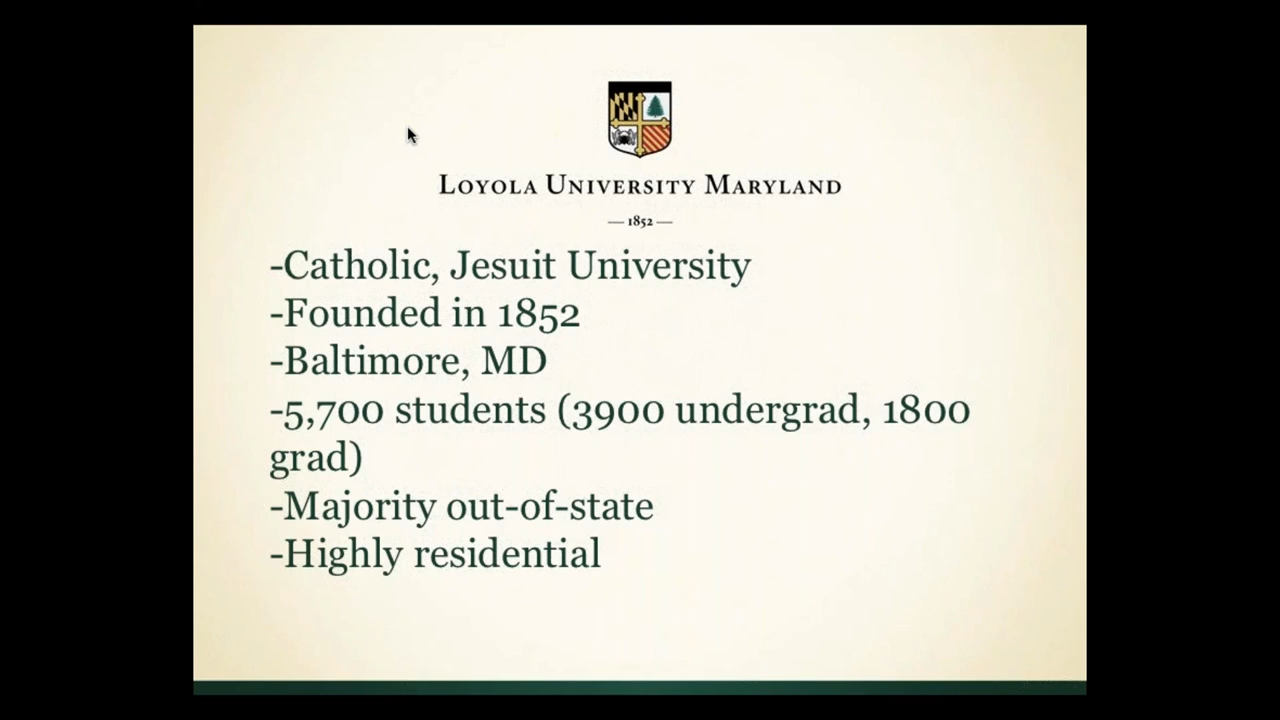 LOYOLA UNIVERSITY MARYLAND
— 1852 —
-Catholic, Jesuit University
-Founded in 1852
-Baltimore, MD
-5,700 students (3900 undergrad, 1800
grad)
-Majority out-of-state
-Highly residential